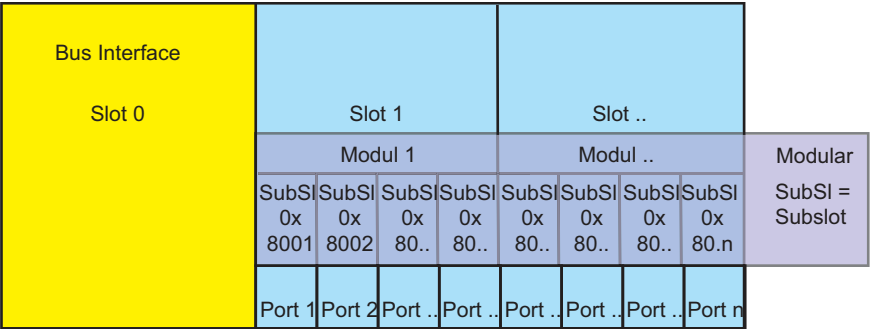 Bus Interface
Slot 0
Slot 1
Slot ..
Modul 1
Modul ..
Modular
SubSl SubSl SubSl SubSl SubSl SubSl SubSl SubSl
0x 0x 0x 0x 0x 0x 0x 0x
8001 8002 80.. 80.. 80.. 80.. 80.. 80.n
SubSl =
Subslot
Port 1 Port 2 Port .. Port .. Port .. Port .. Port .. Port n